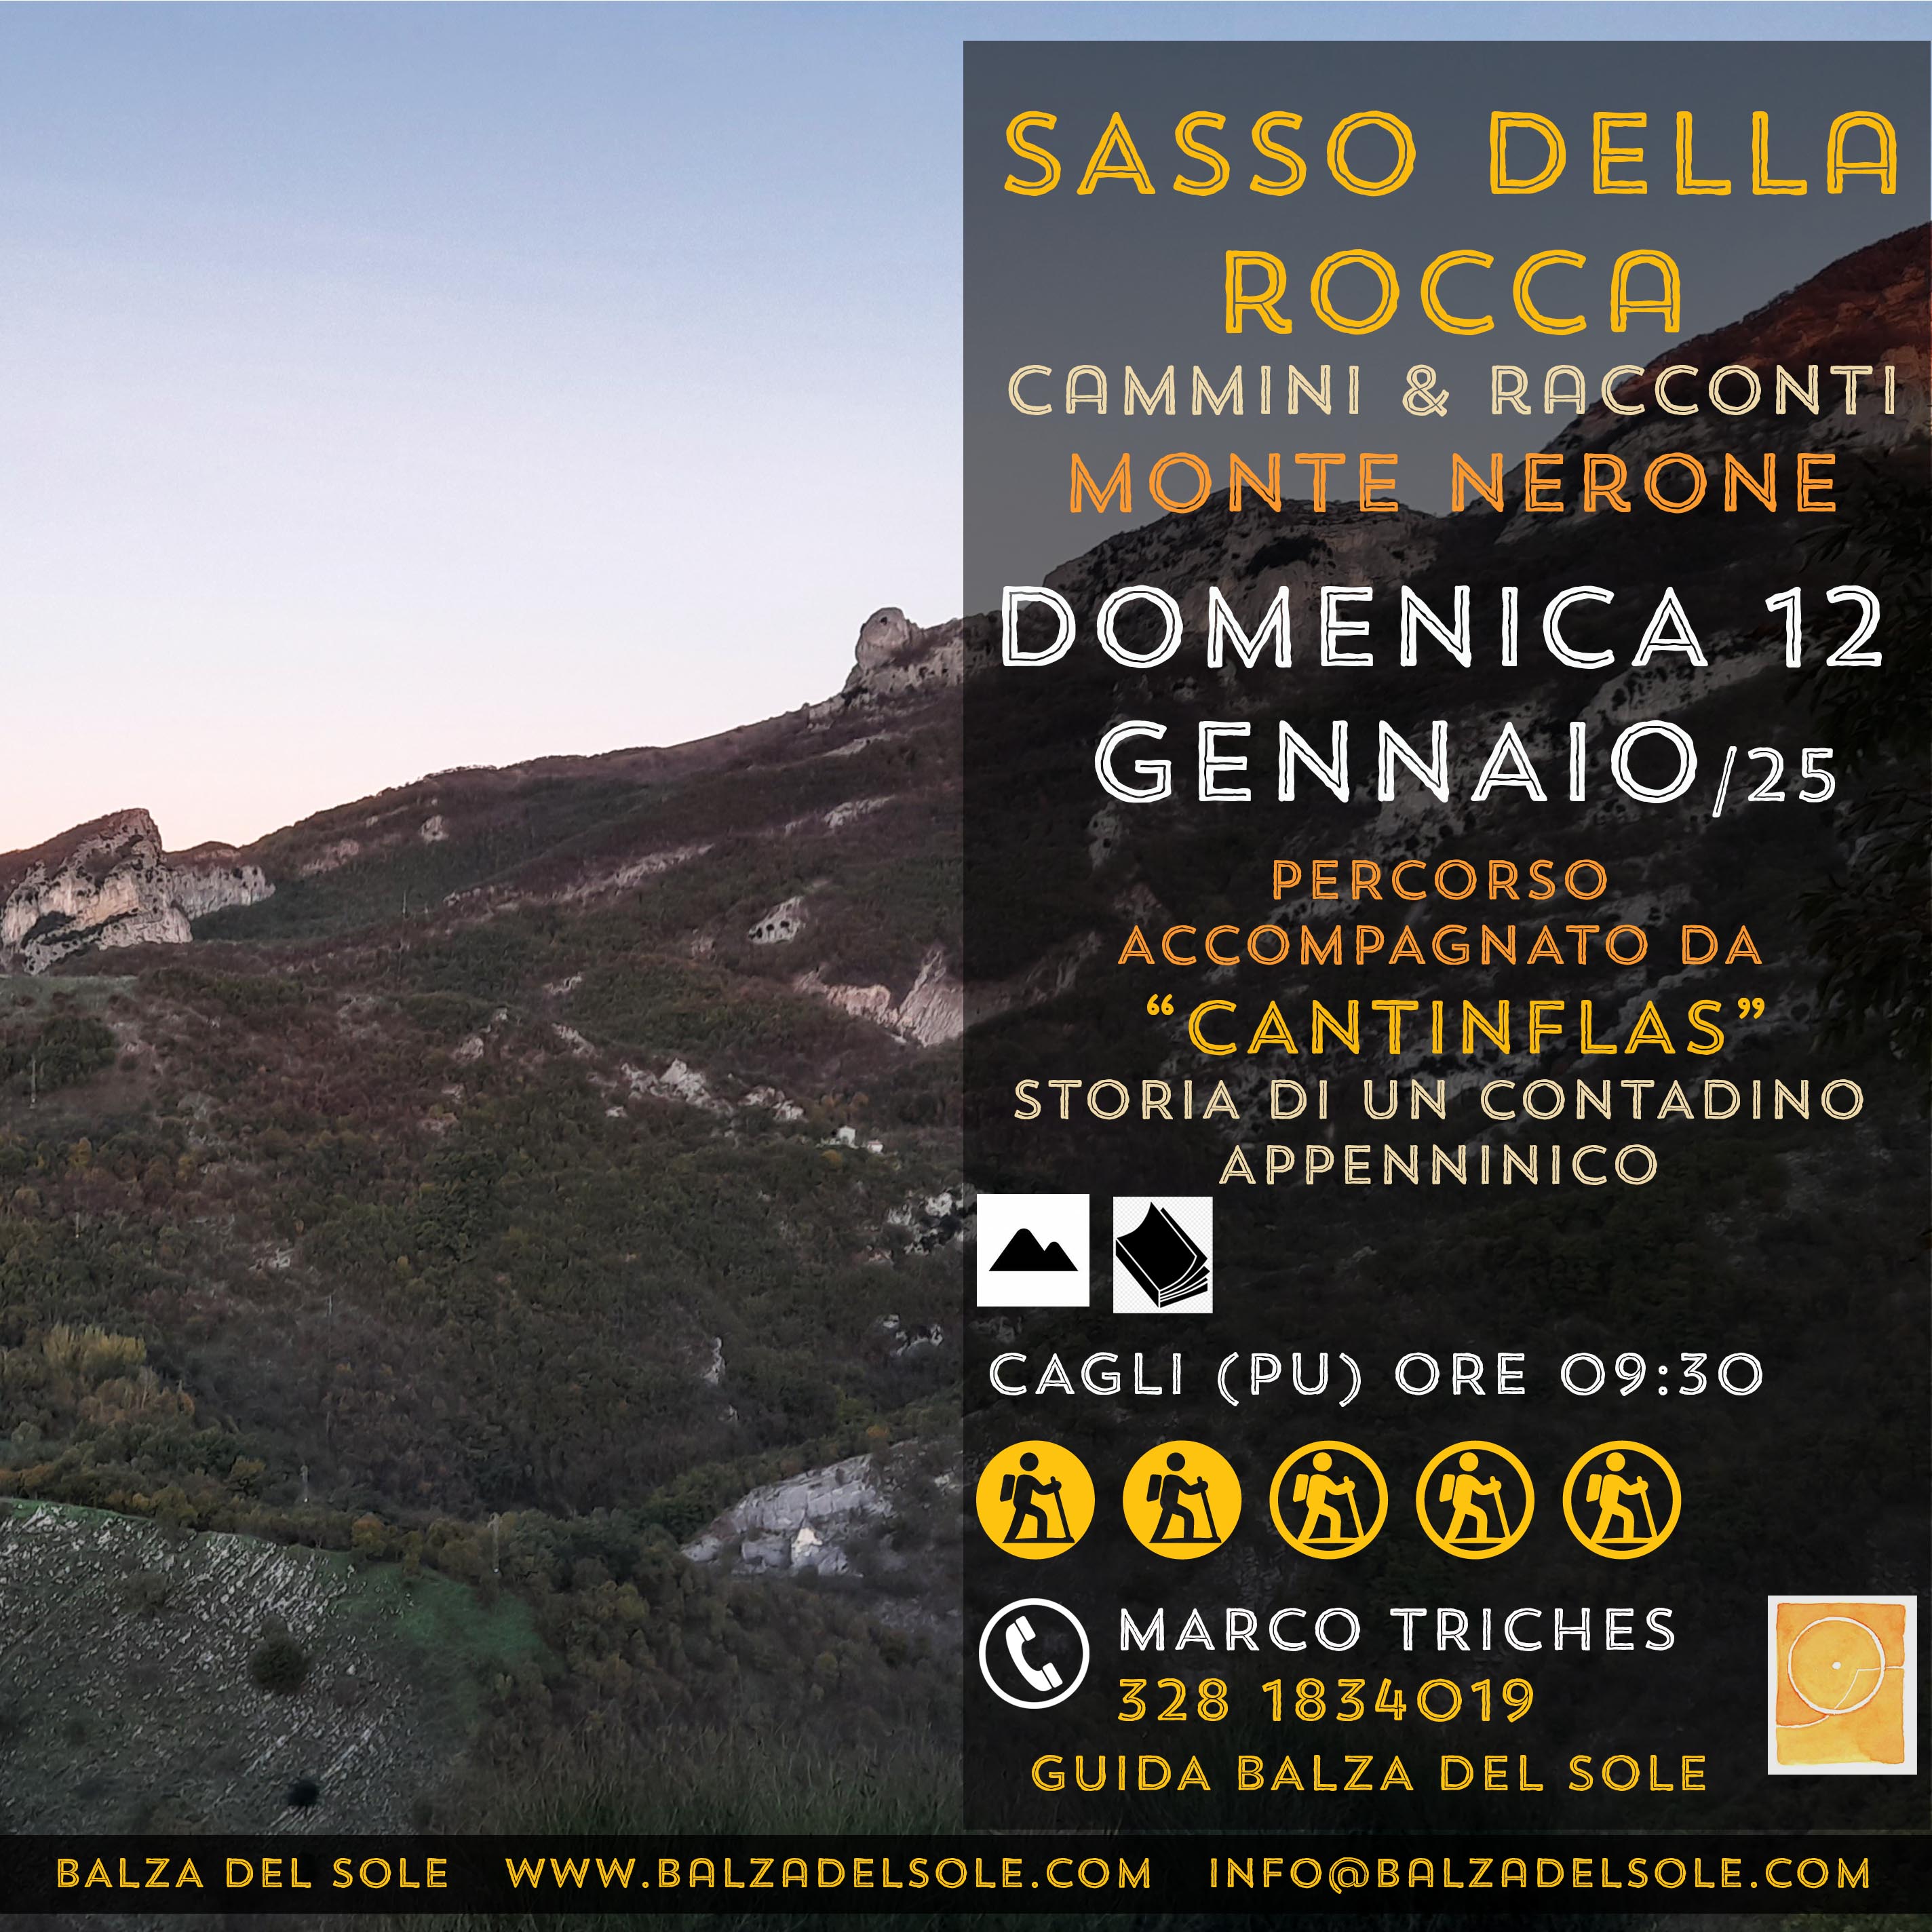 SASSO DELLA
ROCCA
CAMMINI & RACCONTI
MONTE NERONE
DOMENICA 12
GENNAIO/25
PERCORSO
ACCOMPAGNATO DA
“CANTINFLAS”
STORIA DI UN CONTADINO
APPENNINICO
CAGLI (PU) ORE 09:30
MARCO TRICHES
328 1834019
GUIDA BALZA DEL SOLE
BALZA DEL SOLE WWW.BALZADELSOLE.COM INFO@BALZADELSOLE.COM